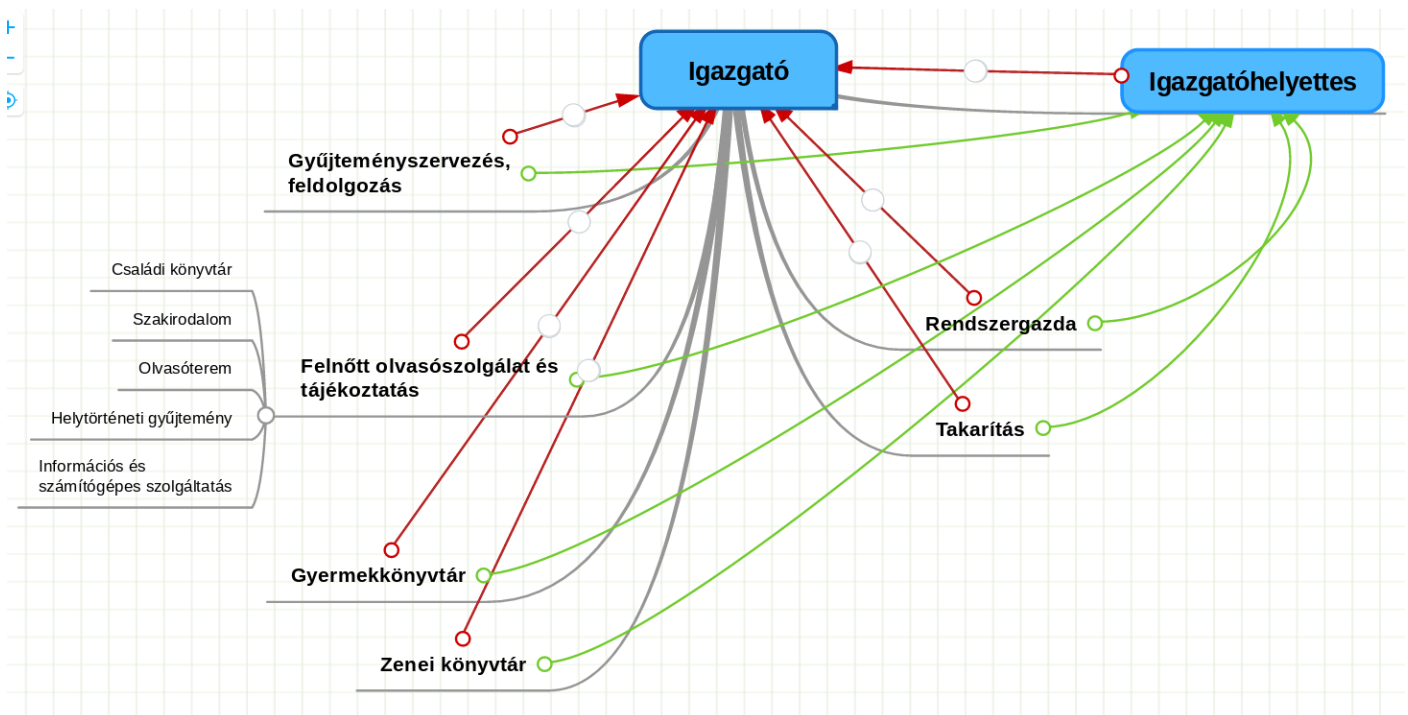 Igazgató
Igazgatóhelyettes
Gyűjteményszervezés,
feldolgozás
Családi könyvtár
Szakirodalom
Olvasóterem
Helytörténeti gyűjtemény
Információs és
számítógépes szolgáltatás
Felnőtt olvasószolgálat és
tájékoztatás
Rendszergazda
Takarítás
Gyermekkönyvtár
Zenei könyvtár